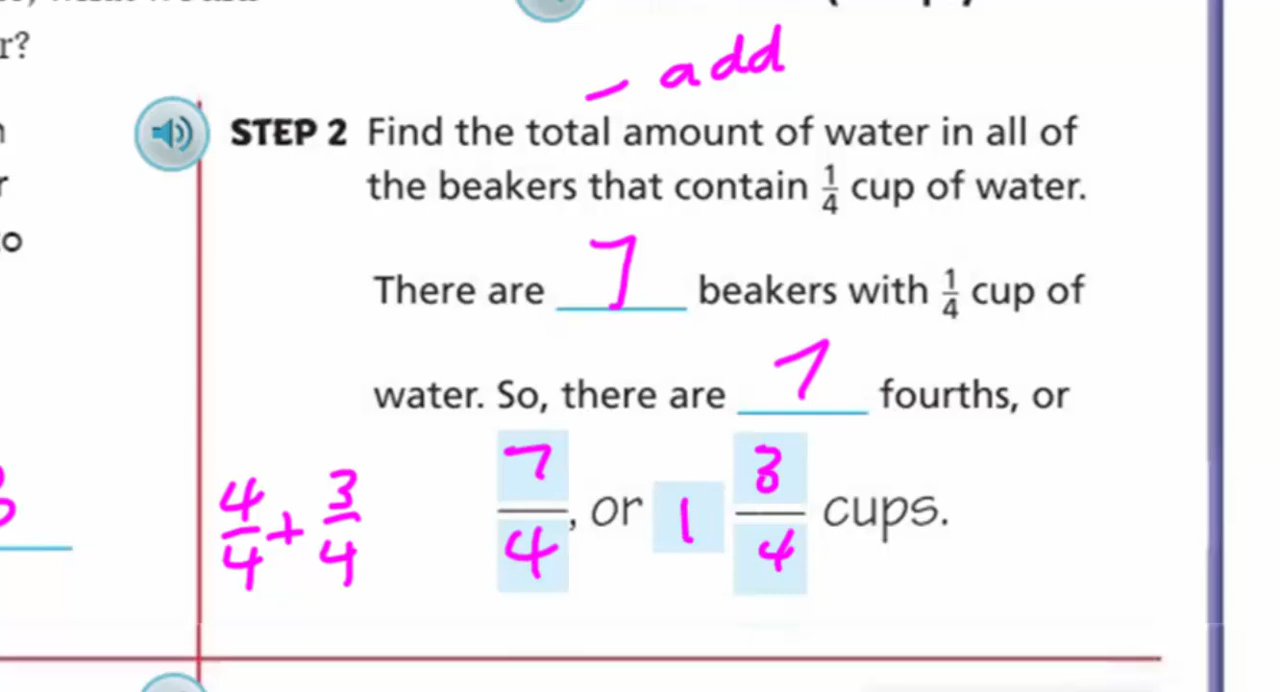 r?
- add
STEP 2 Find the total amount of water in all of
the beakers that contain 1/4 cup of water.
There are 7 beakers with 1/4 cup of
water. So, there are 7 fourths, or
4/4 + 3/4 7/4, or 1 3/4 cups.